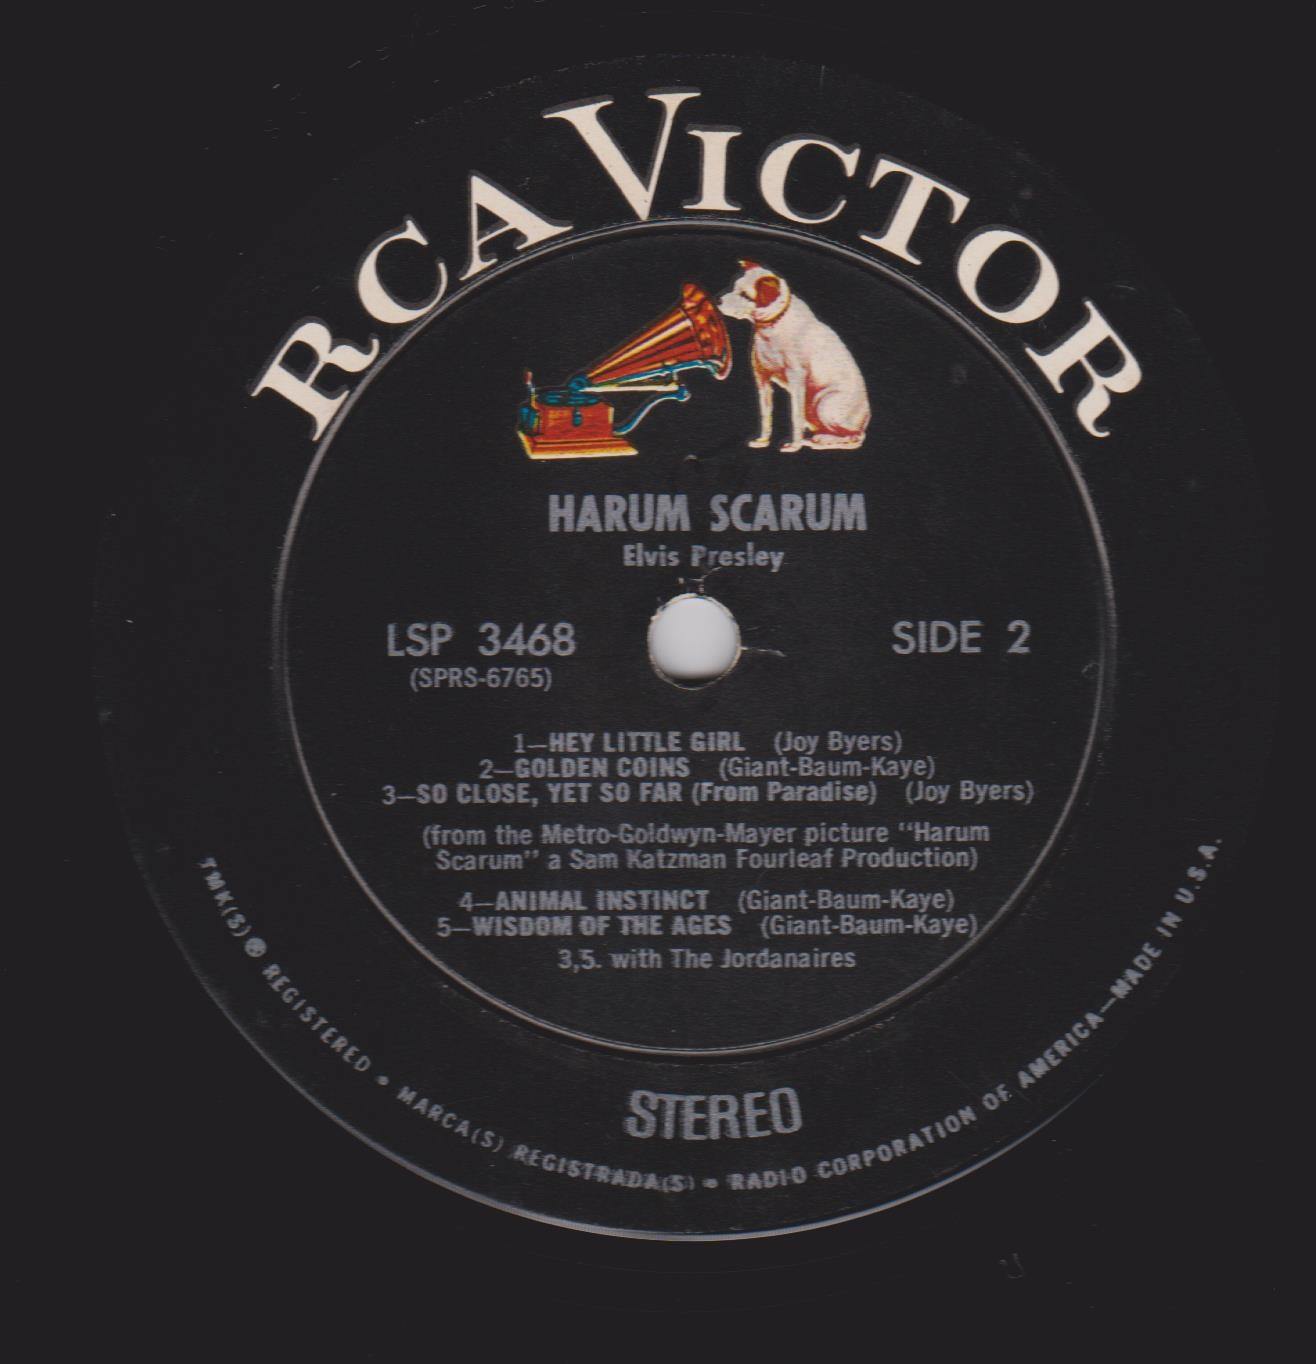 RCA VICTOR
HARUM SCARUM
Elvis Presley
LSP 3468
(SPRS-6765)
SIDE 2
1—HEY LITTLE GIRL (Joy Byers)
2—GOLDEN COINS (Giant-Baum-Kaye)
3—SO CLOSE, YET SO FAR (From Paradise) (Joy Byers)
(from the Metro-Goldwyn-Mayer picture "Harum
Scarum" a Sam Katzman Fourleaf Production)
4—ANIMAL INSTINCT (Giant-Baum-Kaye)
5—WISDOM OF THE AGES (Giant-Baum-Kaye)
3,5. with The Jordanaires
STEREO
TMK(S) ® REGISTERED • MARCA(S) REGISTRADA(S) • RADIO CORPORATION OF AMERICA—MADE IN U.S.A.